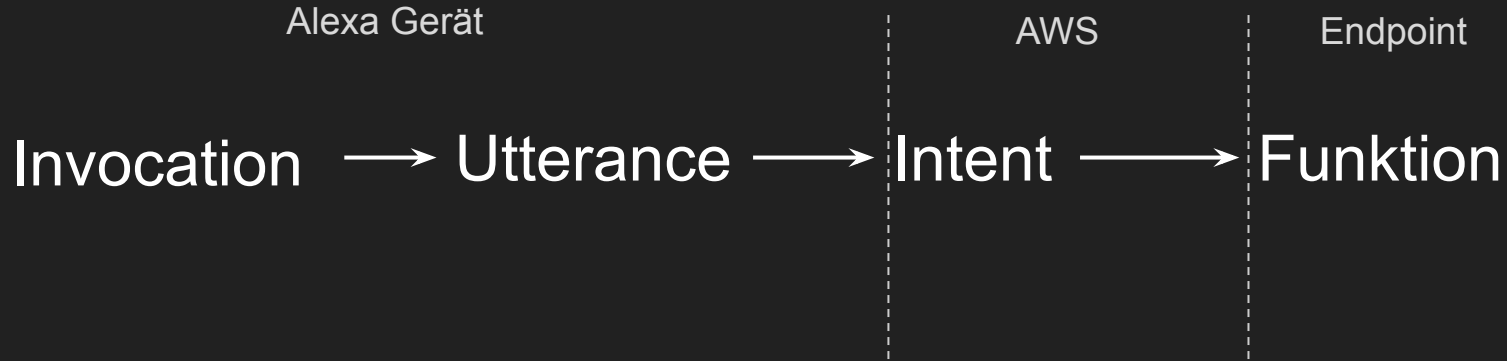 Alexa Gerät
AWS
Endpoint
Invocation
Utterance
Intent
Funktion